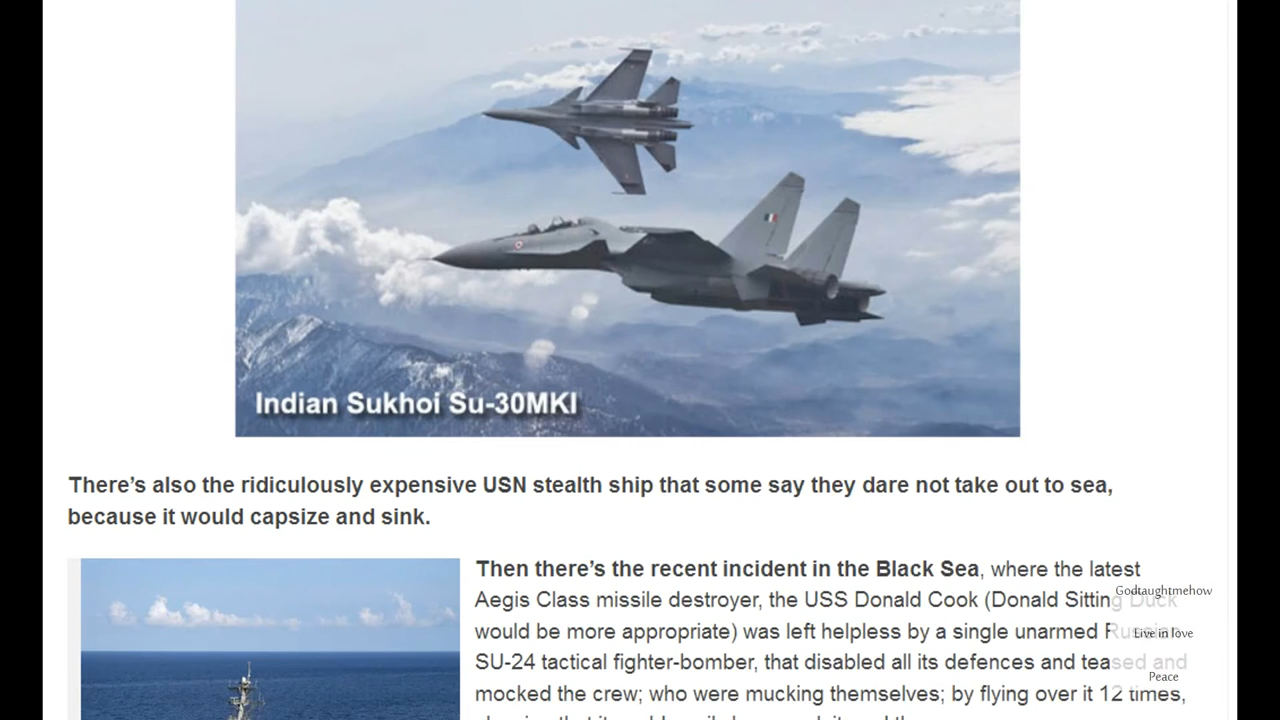 Indian Sukhoi Su-30MKI
There's also the ridiculously expensive USN stealth ship that some say they dare not take out to sea,
because it would capsize and sink.
Then there's the recent incident in the Black Sea, where the latest
Aegis Class missile destroyer, the USS Donald Cook (Donald Sitting Duck
would be more appropriate) was left helpless by a single unarmed Russian
SU-24 tactical fighter-bomber, that disabled all its defences and teased and
mocked the crew; who were mucking themselves; by flying over it 12 times,
Godtaughtmehow
Live in love
Peace